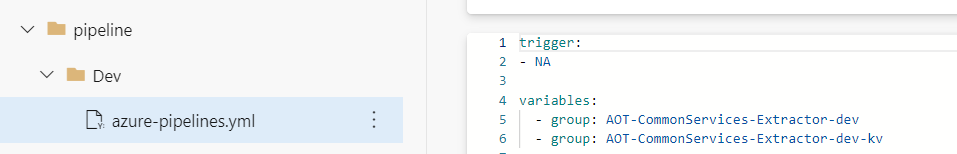 pipeline
Dev
azure-pipelines.yml
1 trigger:
2 - NA
3
4 variables:
5 - group: AOT-CommonServices-Extractor-dev
6 - group: AOT-CommonServices-Extractor-dev-kv